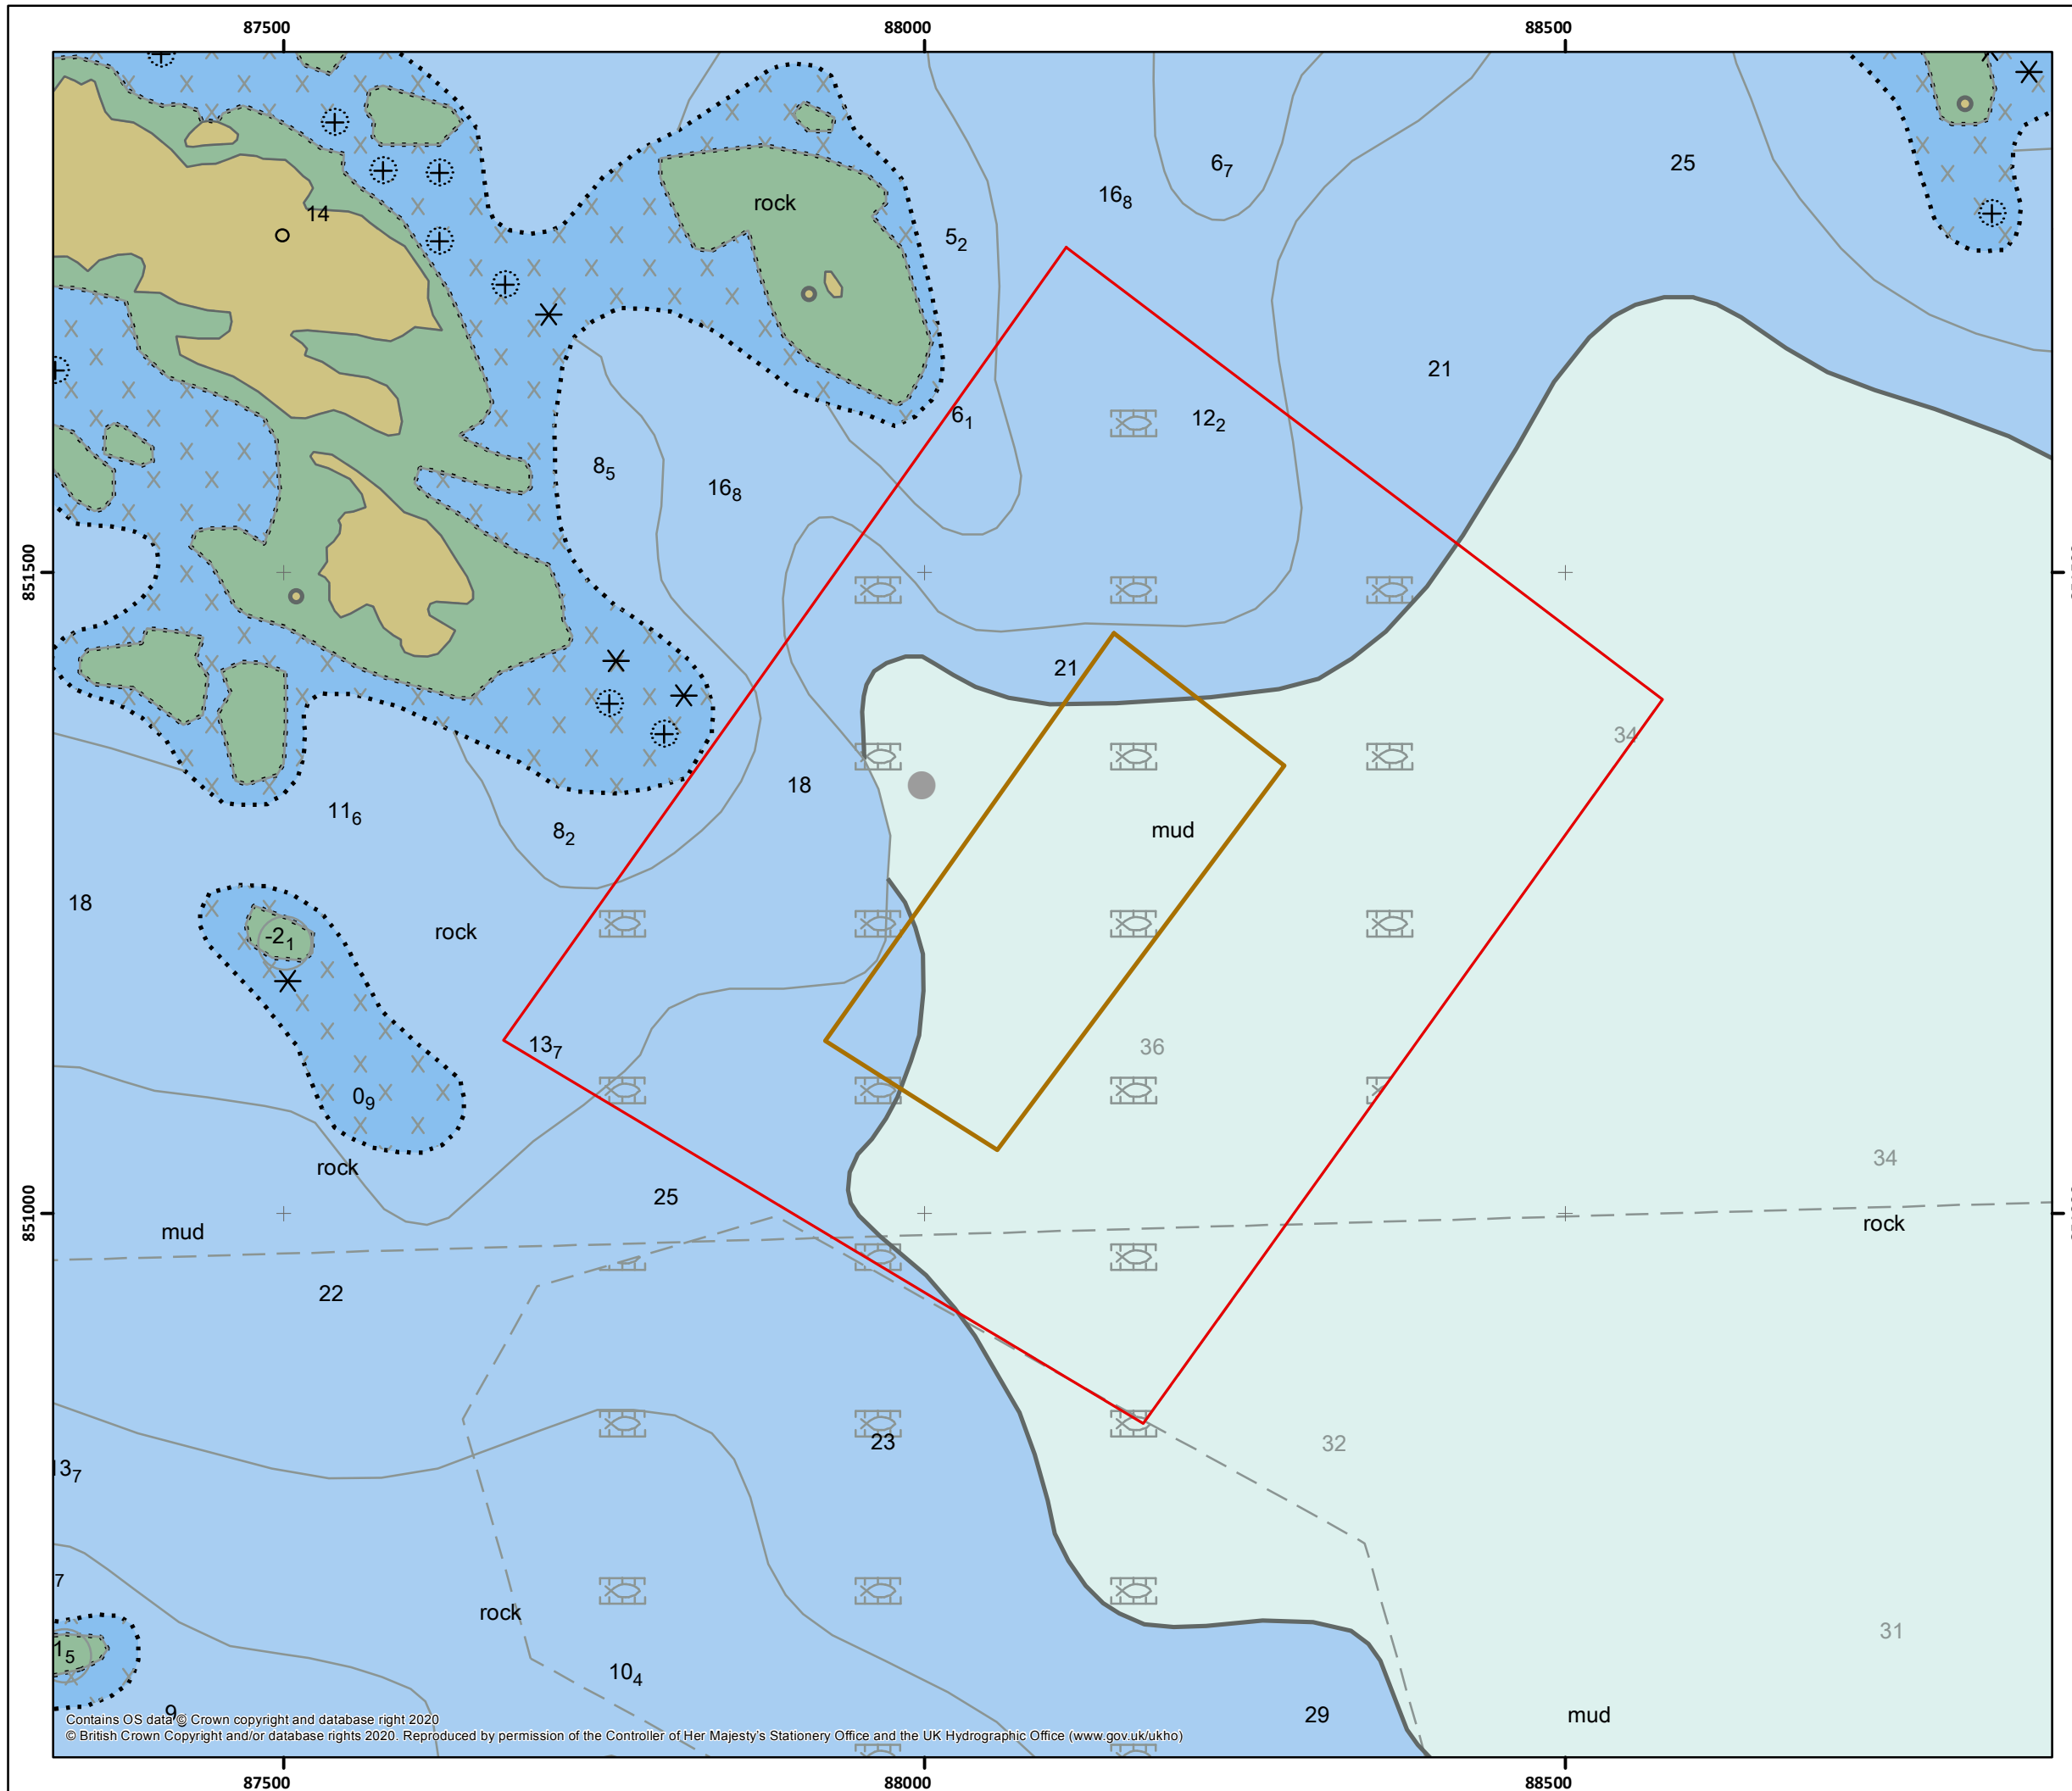 87500 88000 88500
25
6₇
16₈
14
rock
5₂
21
6₁ 12₂
8₅
16₈
851500
21
34
18
11₆
mud
8₂
18
-2₁ rock
13₇ 36
0₉
34
rock
25
851000
mud
rock
22
23 32
13₇
7
rock
31
1₅
10₄
9
29 mud
Contains OS data © Crown copyright and database right 2020
© British Crown Copyright and/or database rights 2020. Reproduced by permission of the Controller of Her Majesty's Stationery Office and the UK Hydrographic Office (www.gov.uk/ukho)
87500 88000 88500